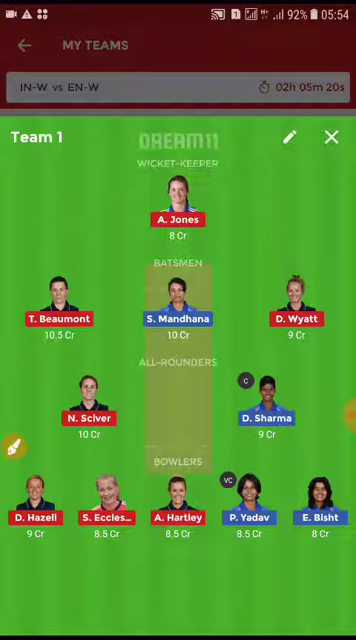 92% 05:54
MY TEAMS
IN-W vs EN-W 02h 05m 20s
Team 1
DREAM11
WICKET-KEEPER
A. Jones
8 Cr
BATSMEN
T. Beaumont S. Mandhana D. Wyatt
10.5 Cr 10 Cr 9 Cr
ALL-ROUNDERS
C
N. Sciver D. Sharma
10 Cr 9 Cr
BOWLERS
VC
D. Hazell S. Eccles... A. Hartley P. Yadav E. Bisht
9 Cr 8.5 Cr 8.5 Cr 8.5 Cr 8 Cr